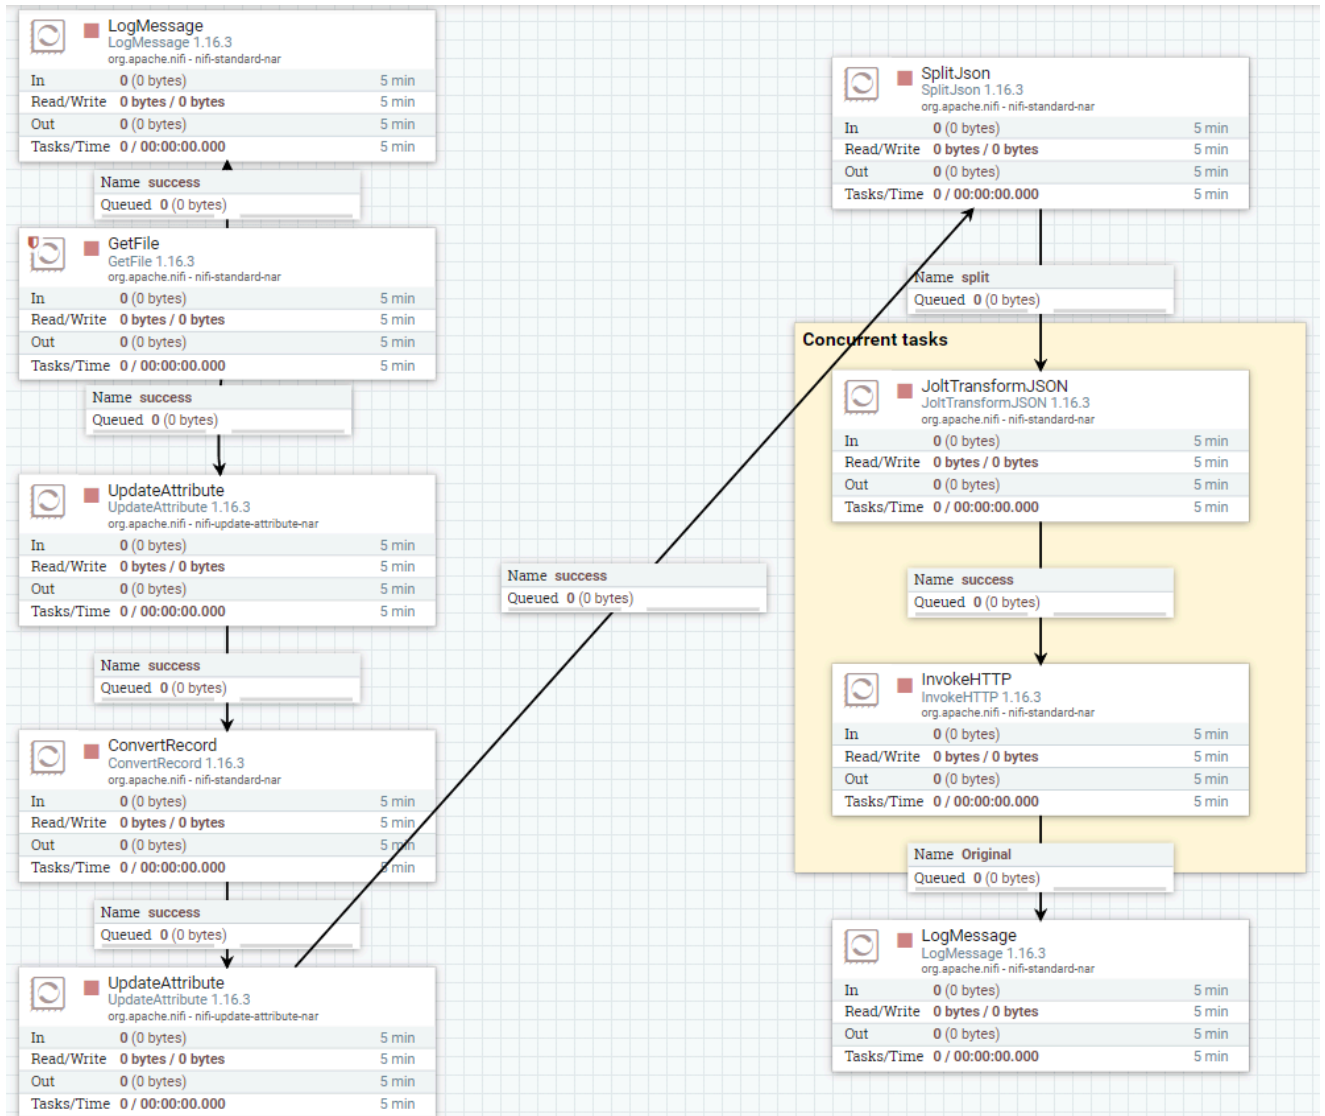 LogMessage
LogMessage 1.16.3
org.apache.nifi - nifi-standard-nar
In 0 (0 bytes) 5 min
Read/Write 0 bytes / 0 bytes 5 min
Out 0 (0 bytes) 5 min
Tasks/Time 0 / 00:00:00.000 5 min
Name success
Queued 0 (0 bytes)
GetFile
GetFile 1.16.3
org.apache.nifi - nifi-standard-nar
In 0 (0 bytes) 5 min
Read/Write 0 bytes / 0 bytes 5 min
Out 0 (0 bytes) 5 min
Tasks/Time 0 / 00:00:00.000 5 min
Name success
Queued 0 (0 bytes)
UpdateAttribute
UpdateAttribute 1.16.3
org.apache.nifi - nifi-update-attribute-nar
In 0 (0 bytes) 5 min
Read/Write 0 bytes / 0 bytes 5 min
Out 0 (0 bytes) 5 min
Tasks/Time 0 / 00:00:00.000 5 min
Name success
Queued 0 (0 bytes)
ConvertRecord
ConvertRecord 1.16.3
org.apache.nifi - nifi-standard-nar
In 0 (0 bytes) 5 min
Read/Write 0 bytes / 0 bytes 5 min
Out 0 (0 bytes) 5 min
Tasks/Time 0 / 00:00:00.000 5 min
Name success
Queued 0 (0 bytes)
UpdateAttribute
UpdateAttribute 1.16.3
org.apache.nifi - nifi-update-attribute-nar
In 0 (0 bytes) 5 min
Read/Write 0 bytes / 0 bytes 5 min
Out 0 (0 bytes) 5 min
Tasks/Time 0 / 00:00:00.000 5 min
Name success
Queued 0 (0 bytes)
SplitJson
SplitJson 1.16.3
org.apache.nifi - nifi-standard-nar
In 0 (0 bytes) 5 min
Read/Write 0 bytes / 0 bytes 5 min
Out 0 (0 bytes) 5 min
Tasks/Time 0 / 00:00:00.000 5 min
Name split
Queued 0 (0 bytes)
Concurrent tasks
JoltTransformJSON
JoltTransformJSON 1.16.3
org.apache.nifi - nifi-standard-nar
In 0 (0 bytes) 5 min
Read/Write 0 bytes / 0 bytes 5 min
Out 0 (0 bytes) 5 min
Tasks/Time 0 / 00:00:00.000 5 min
Name success
Queued 0 (0 bytes)
InvokeHTTP
InvokeHTTP 1.16.3
org.apache.nifi - nifi-standard-nar
In 0 (0 bytes) 5 min
Read/Write 0 bytes / 0 bytes 5 min
Out 0 (0 bytes) 5 min
Tasks/Time 0 / 00:00:00.000 5 min
Name Original
Queued 0 (0 bytes)
LogMessage
LogMessage 1.16.3
org.apache.nifi - nifi-standard-nar
In 0 (0 bytes) 5 min
Read/Write 0 bytes / 0 bytes 5 min
Out 0 (0 bytes) 5 min
Tasks/Time 0 / 00:00:00.000 5 min